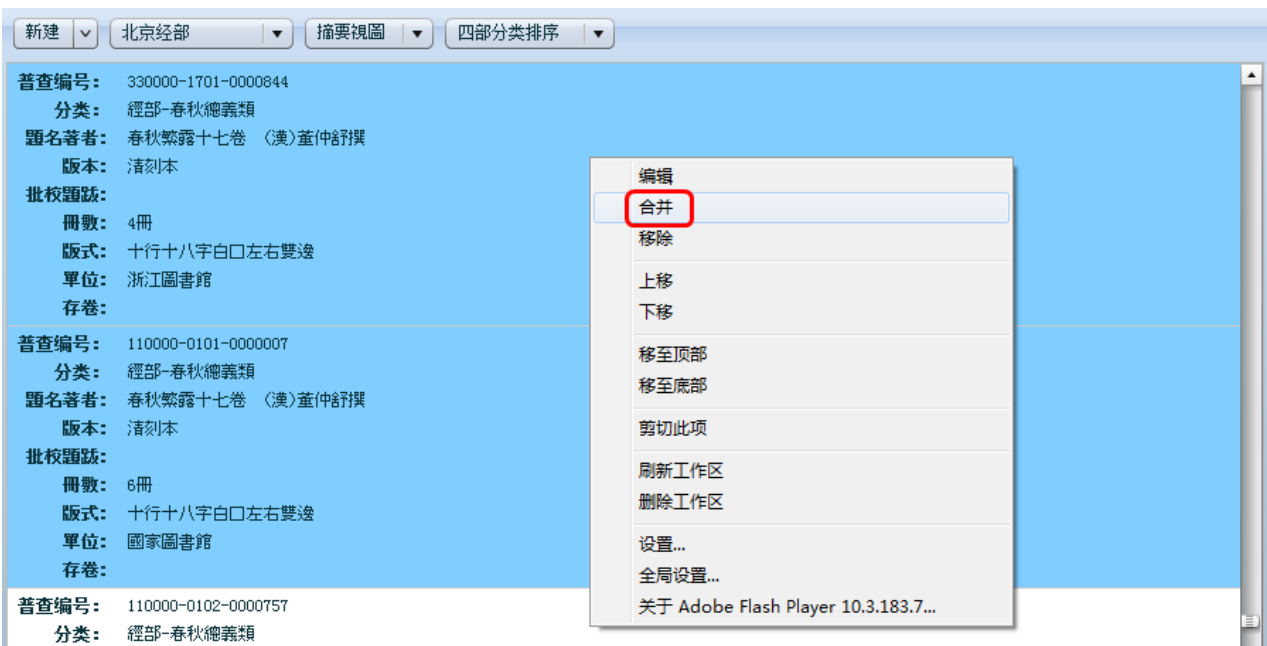 新建 北京经部 摘要視圖 四部分类排序
普查编号： 330000-1701-0000844
分类： 經部-春秋總義類
題名著者： 春秋繁露十七卷 （漢）董仲舒撰
版本： 清刻本
批校題跋：
冊數： 4冊
版式： 十行十八字白口左右雙邊
單位： 浙江圖書館
存卷：
普查编号： 110000-0101-0000007
分类： 經部-春秋總義類
題名著者： 春秋繁露十七卷 （漢）董仲舒撰
版本： 清刻本
批校題跋：
冊數： 6冊
版式： 十行十八字白口左右雙邊
單位： 國家圖書館
存卷：
普查编号： 110000-0102-0000757
分类： 經部-春秋總義類
编辑
合并
移除
上移
下移
移至顶部
移至底部
剪切此项
刷新工作区
删除工作区
设置...
全局设置...
关于 Adobe Flash Player 10.3.183.7...